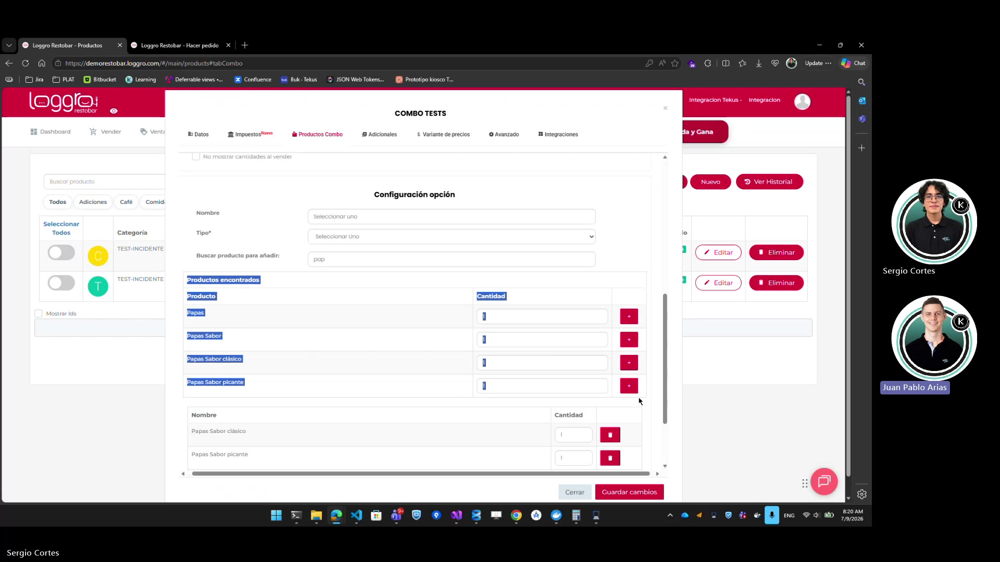 Loggro Restobar - Productos
Loggro Restobar - Hacer pedido
https://demorestobar.loggro.com/#/main/products#tabCombo
Update
Chat
Jira
PLAT
Bitbucket
Learning
Deferrable views •...
Confluence
Buk - Tekus
JSON Web Tokens...
Prototipo kiosco T...
loggro
restobar
COMBO TESTS
Integracion Tekus -
Integracion
Dashboard
Vender
Venta
Datos
Impuestos Nuevo
Productos Combo
Adicionales
$ Variante de precios
Avanzado
Integraciones
da y Gana
No mostrar cantidades al vender
Buscar producto
Nuevo
Ver Historial
Todos
Adiciones
Café
Comida
Configuración opción
Nombre
Seleccionar uno
Tipo*
Seleccionar Uno
Buscar producto para añadir:
pap
Seleccionar
Todos
Categoría
lo
C
TEST-INCIDENTE
Editar
Eliminar
T
TEST-INCIDENTE
Editar
Eliminar
Mostrar Ids
Productos encontrados
Producto
Cantidad
Papas
1
+
Papas Sabor
1
+
Papas Sabor clásico
1
+
Papas Sabor picante
1
+
Nombre
Cantidad
Papas Sabor clásico
1
Papas Sabor picante
1
Cerrar
Guardar cambios
Sergio Cortes
Juan Pablo Arias
9+
ENG
8:20 AM
7/9/2026
Sergio Cortes